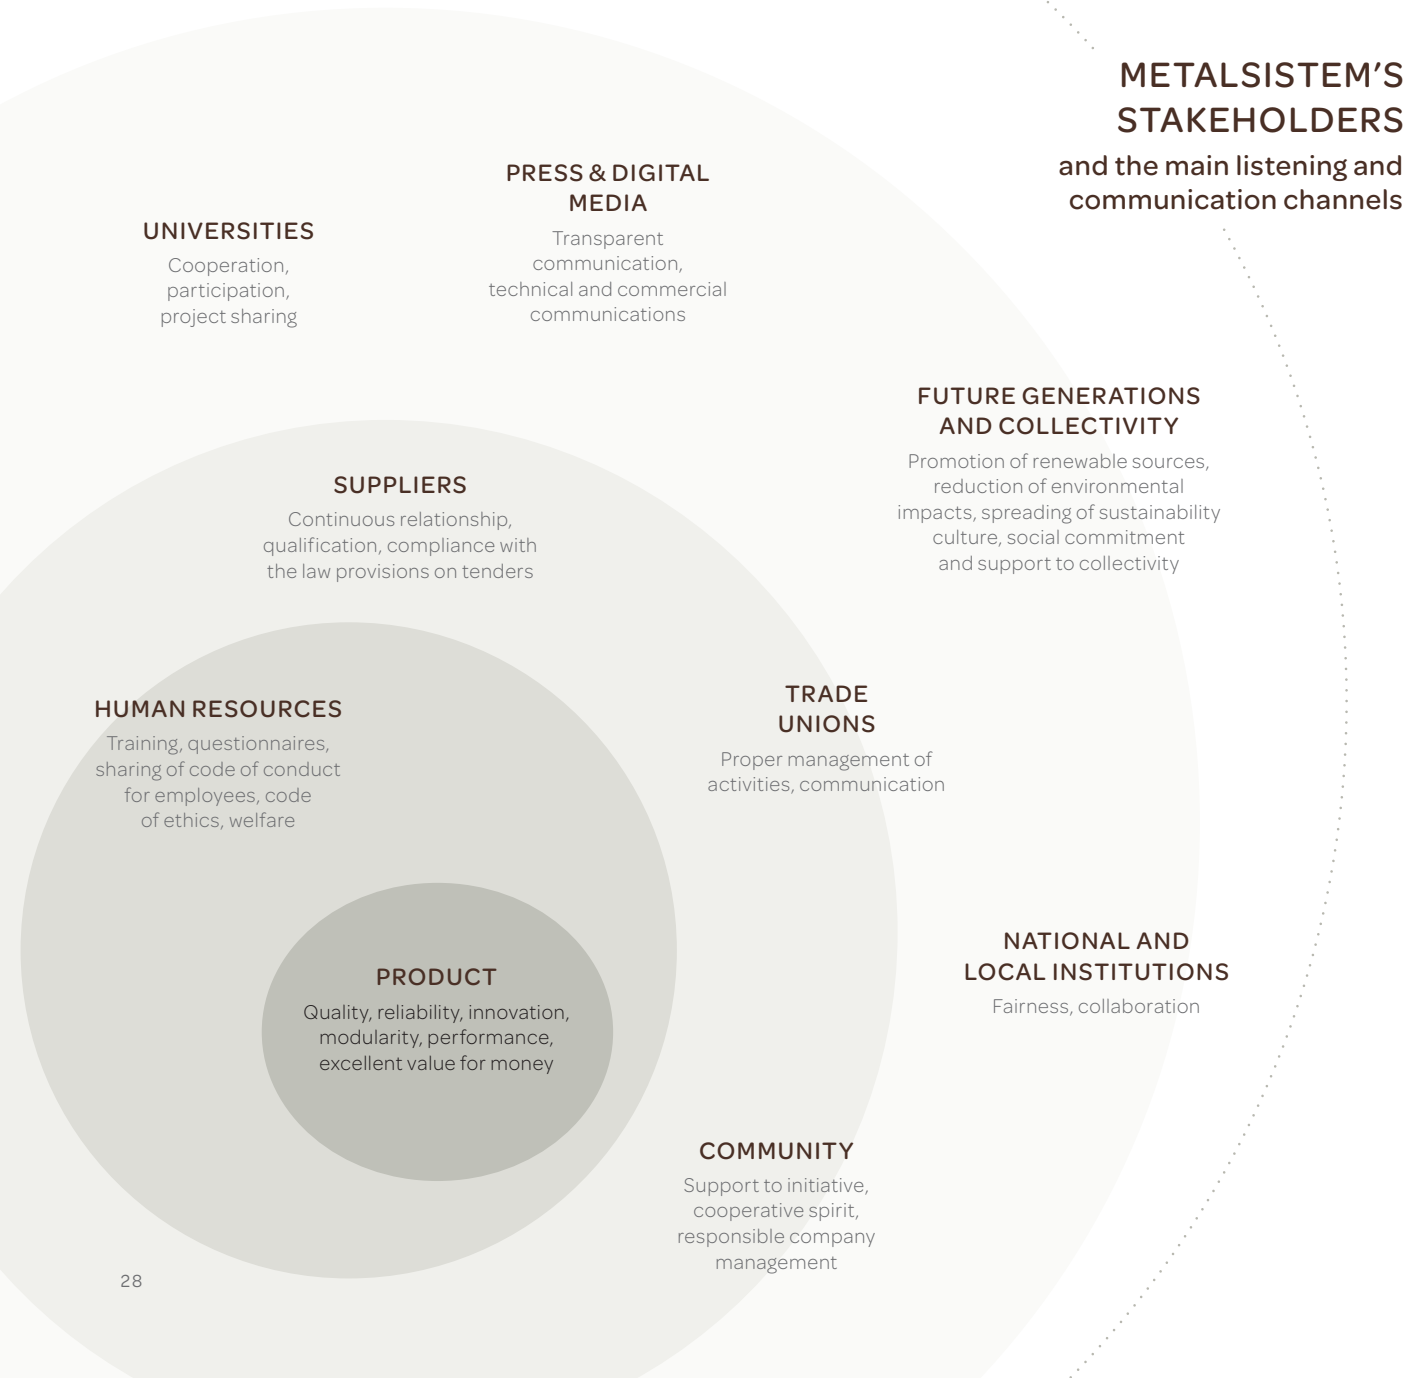 METALSISTEM'S
STAKEHOLDERS
and the main listening and
communication channels
PRESS & DIGITAL
MEDIA
Transparent
communication,
technical and commercial
communications
UNIVERSITIES
Cooperation,
participation,
project sharing
FUTURE GENERATIONS
AND COLLECTIVITY
Promotion of renewable sources,
reduction of environmental
impacts, spreading of sustainability
culture, social commitment
and support to collectivity
SUPPLIERS
Continuous relationship,
qualification, compliance with
the law provisions on tenders
HUMAN RESOURCES
Training, questionnaires,
sharing of code of conduct
for employees, code
of ethics, welfare
TRADE
UNIONS
Proper management of
activities, communication
NATIONAL AND
LOCAL INSTITUTIONS
Fairness, collaboration
PRODUCT
Quality, reliability, innovation,
modularity, performance,
excellent value for money
COMMUNITY
Support to initiative,
cooperative spirit,
responsible company
management
28